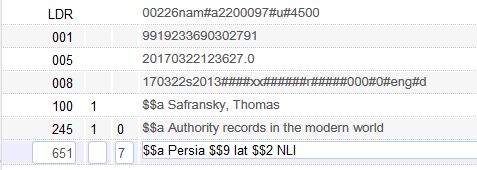 LDR 00226nam#a2200097#u#4500
001 9919233690302791
005 20170322123627.0
008 170322s2013####xx######r#####000#0#eng#d
100 1 $$a Safransky, Thomas
245 1 0 $$a Authority records in the modern world
651 7 $$a Persia $$9 lat $$2 NLI